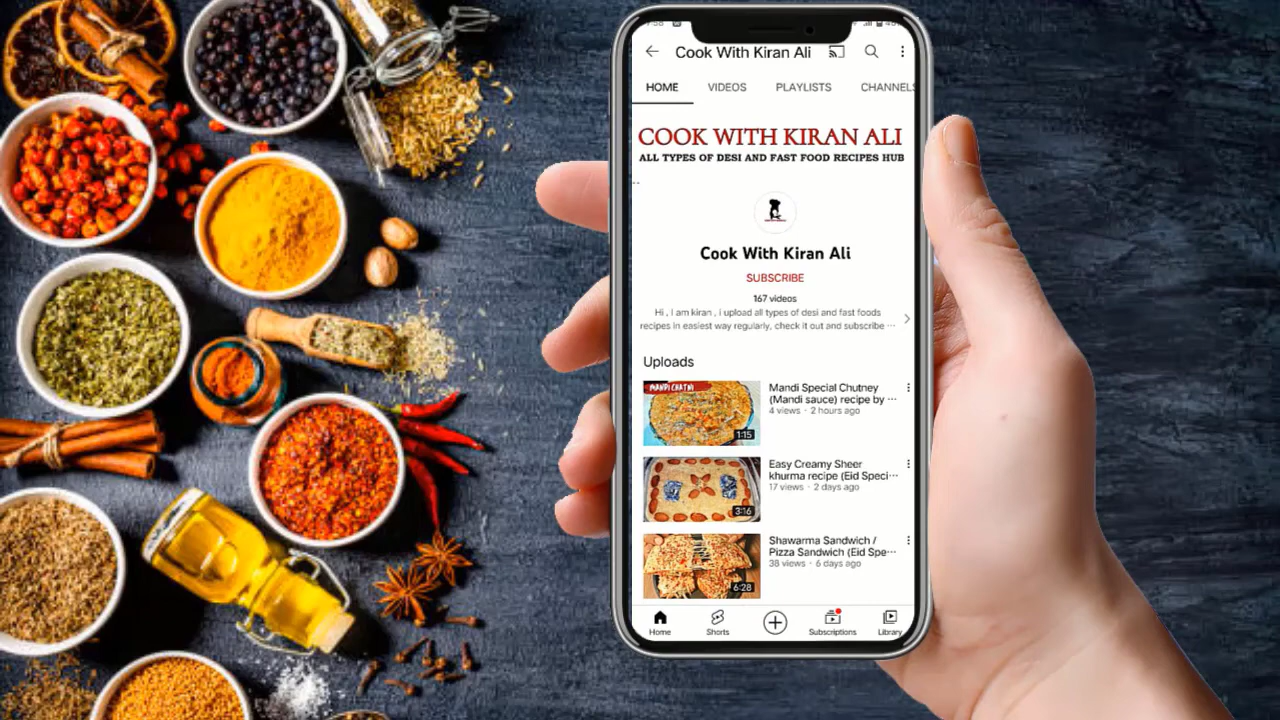 Cook With Kiran Ali
HOME VIDEOS PLAYLISTS CHANNELS
COOK WITH KIRAN ALI
ALL TYPES OF DESI AND FAST FOOD RECIPES HUB
Cook With Kiran Ali
SUBSCRIBE
167 videos
Hi , I am kiran , i upload all types of desi and fast foods
recipes in easiest way regularly, check it out and subscribe ...
Uploads
MANDI CHATNI
1:15
Mandi Special Chutney
(Mandi sauce) recipe by ...
4 views · 2 hours ago
3:16
Easy Creamy Sheer
khurma recipe (Eid Speci...
17 views · 2 days ago
6:28
Shawarma Sandwich /
Pizza Sandwich (Eid Spe...
38 views · 6 days ago
Home Shorts Subscriptions Library